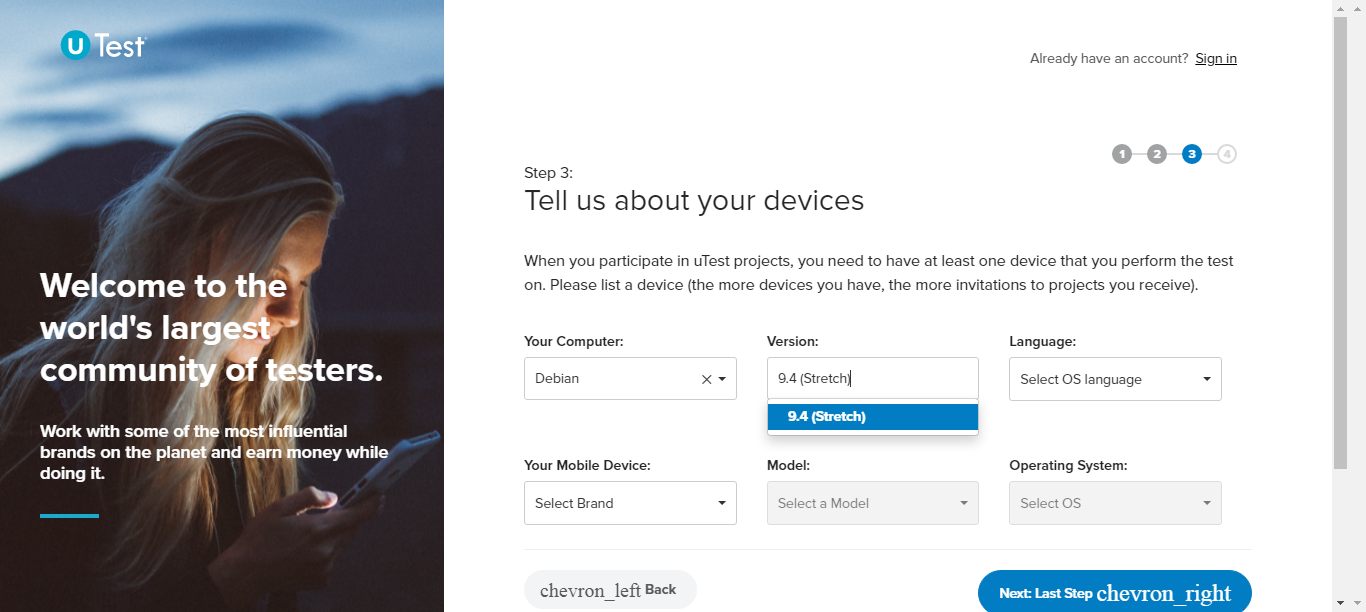 U Test
Already have an account? Sign in
1 2 3 4
Step 3:
Tell us about your devices
When you participate in uTest projects, you need to have at least one device that you perform the test
on. Please list a device (the more devices you have, the more invitations to projects you receive).
Welcome to the
world's largest
community of testers.
Work with some of the most influential
brands on the planet and earn money while
doing it.
Your Computer: Version: Language:
Debian 9.4 (Stretch) Select OS language
9.4 (Stretch)
Your Mobile Device: Model: Operating System:
Select Brand Select a Model Select OS
chevron_left Back Next: Last Step chevron_right